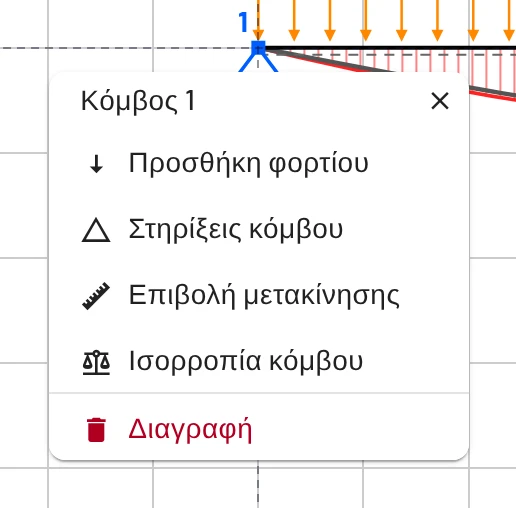 1
Κόμβος 1
Προσθήκη φορτίου
Στηρίξεις κόμβου
Επιβολή μετακίνησης
Ισορροπία κόμβου
Διαγραφή